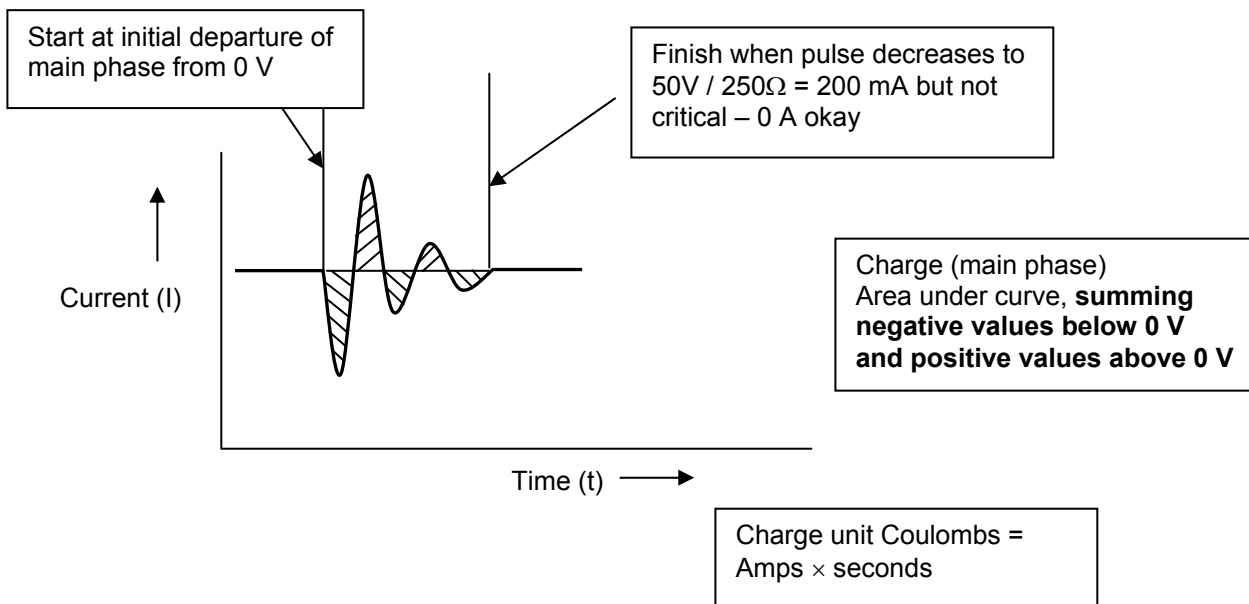 Start at initial departure of
main phase from 0 V
Finish when pulse decreases to
50V / 250Ω = 200 mA but not
critical – 0 A okay
Current (I)
Charge (main phase)
Area under curve, summing
negative values below 0 V
and positive values above 0 V
Time (t)
Charge unit Coulombs =
Amps × seconds